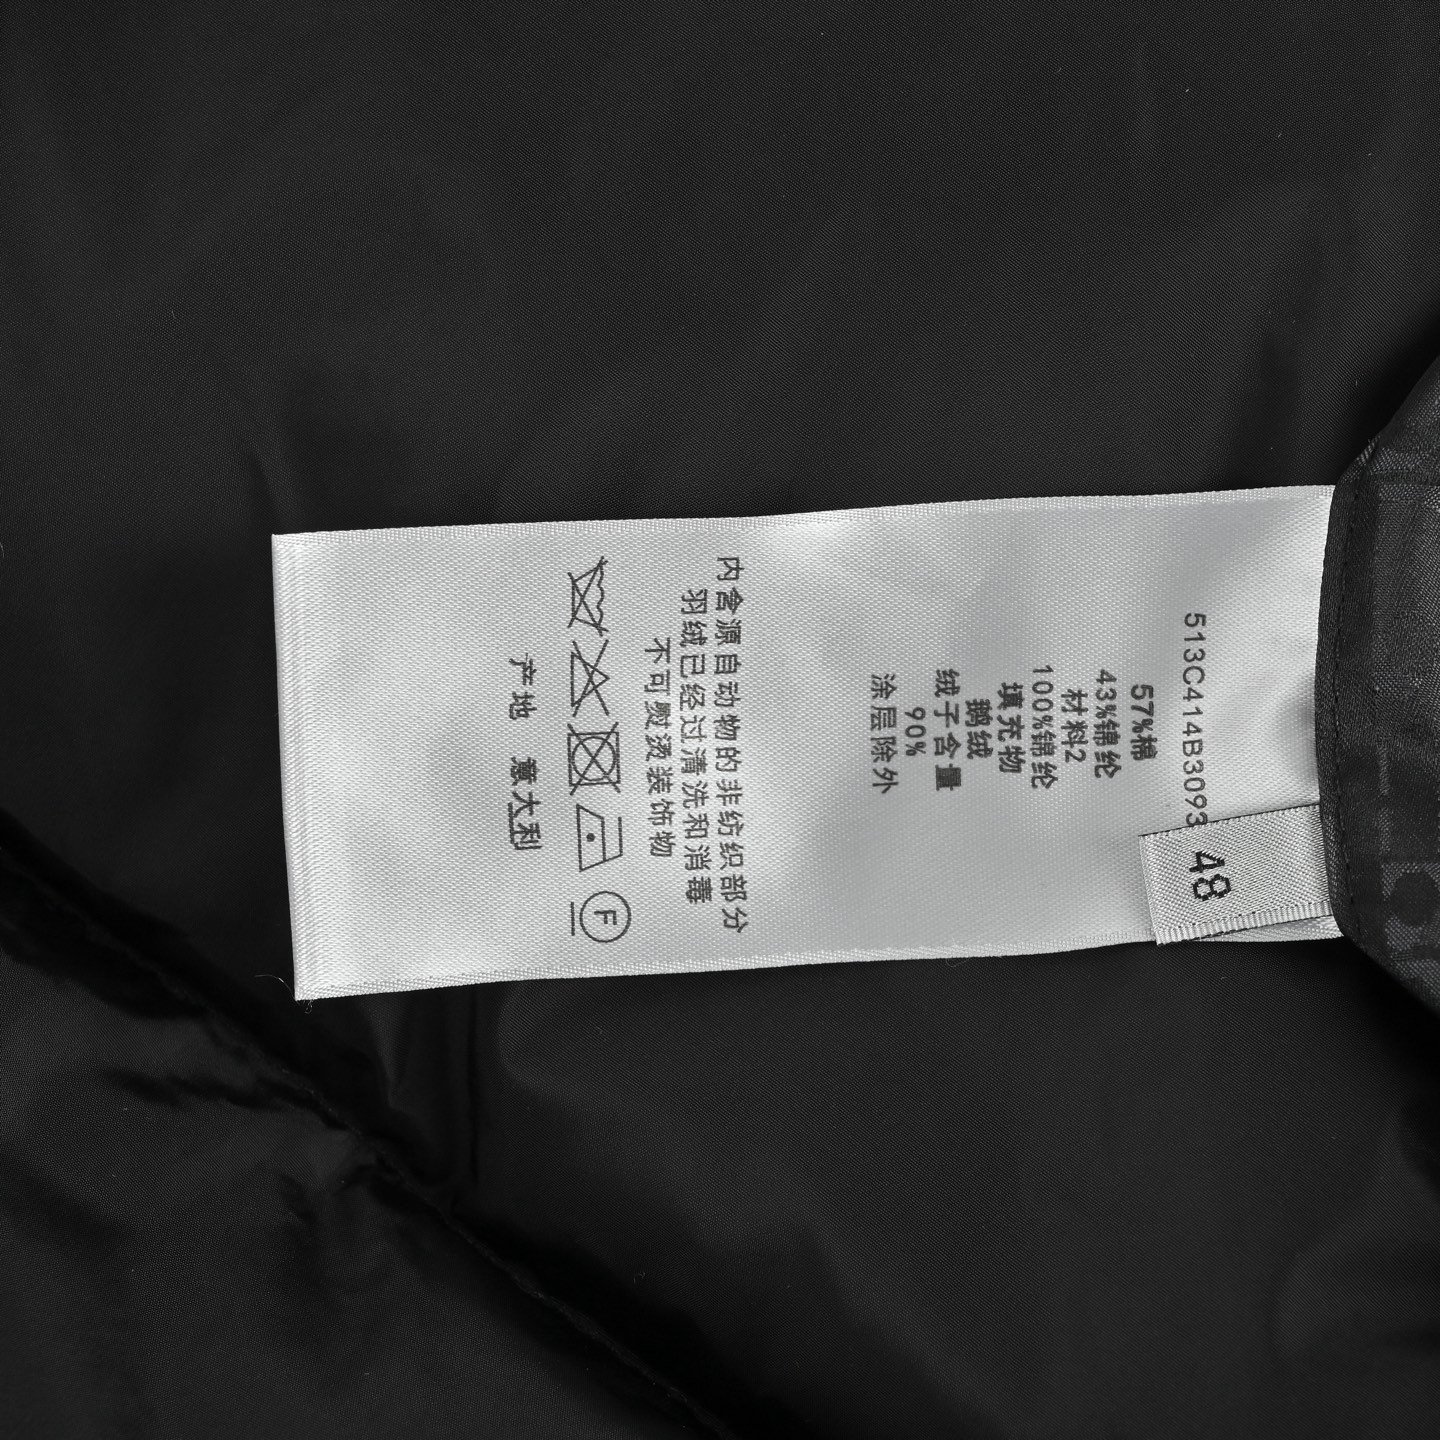 513C414B3093
48
57%棉
43%锦纶
材料2
100%锦纶
填充物
鹅绒
绒子含量
90%
涂层除外
内含源自动物的非纺织部分
羽绒已经过清洗和消毒
不可熨烫装饰物
F
产地 意大利